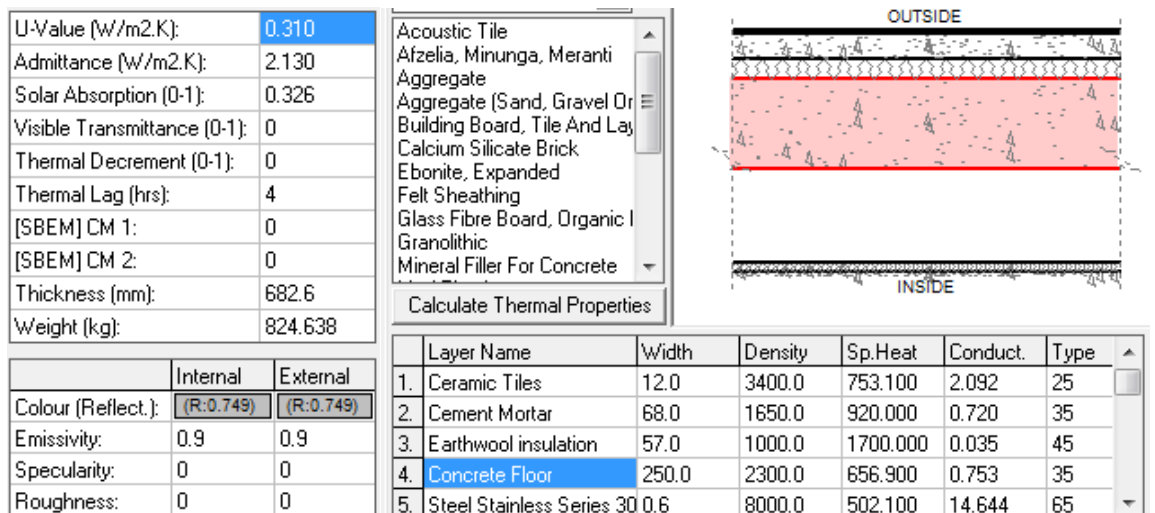 U-Value (W/m2.K): 0.310
Admittance (W/m2.K): 2.130
Solar Absorption (0-1): 0.326
Visible Transmittance (0-1): 0
Thermal Decrement (0-1): 0
Thermal Lag (hrs): 4
[SBEM] CM 1: 0
[SBEM] CM 2: 0
Thickness (mm): 682.6
Weight (kg): 824.638
Internal External
Colour (Reflect.): (R:0.749) (R:0.749)
Emissivity: 0.9 0.9
Specularity: 0 0
Roughness: 0 0
Acoustic Tile
Afzelia, Minunga, Meranti
Aggregate
Aggregate (Sand, Gravel Or
Building Board, Tile And Lay
Calcium Silicate Brick
Ebonite, Expanded
Felt Sheathing
Glass Fibre Board, Organic
Granolithic
Mineral Filler For Concrete
Calculate Thermal Properties
OUTSIDE
INSIDE
Layer Name Width Density Sp.Heat Conduct. Type
1. Ceramic Tiles 12.0 3400.0 753.100 2.092 25
2. Cement Mortar 68.0 1650.0 920.000 0.720 35
3. Earthwool insulation 57.0 1000.0 1700.000 0.035 45
4. Concrete Floor 250.0 2300.0 656.900 0.753 35
5. Steel Stainless Series 30 0.6 8000.0 502.100 14.644 65